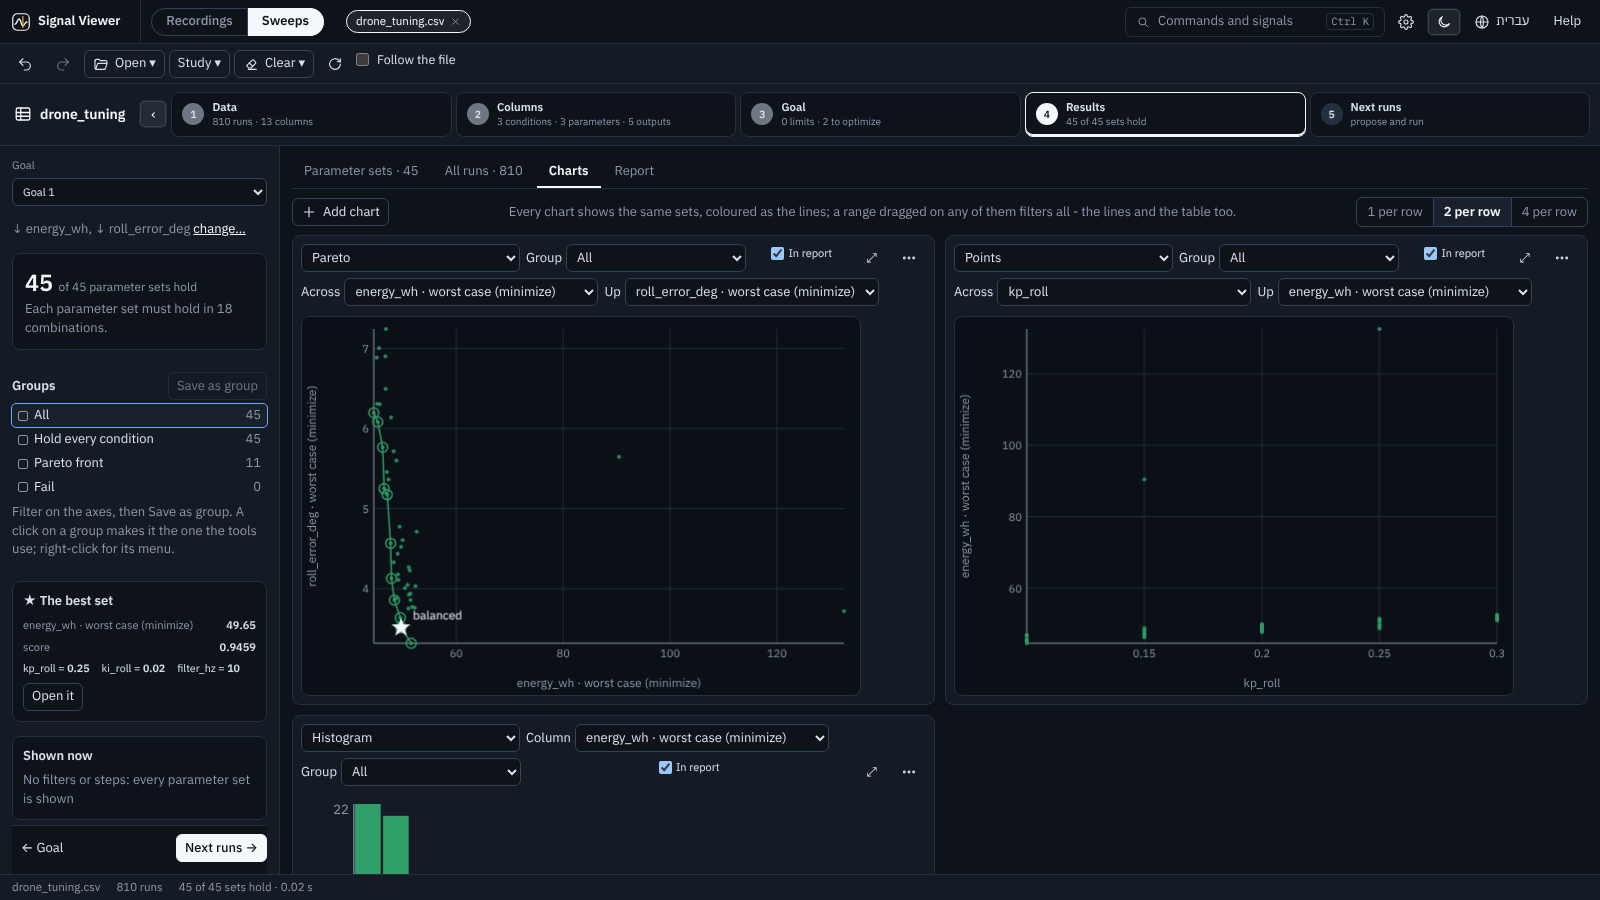 Signal Viewer
Recordings
Sweeps
drone_tuning.csv ×
Commands and signals
Ctrl K
עברית
Help
Open ▾
Study ▾
Clear ▾
Follow the file
drone_tuning
‹
1
Data
810 runs · 13 columns
2
Columns
3 conditions · 3 parameters · 5 outputs
3
Goal
0 limits · 2 to optimize
4
Results
45 of 45 sets hold
5
Next runs
propose and run
Goal
Goal 1
↓ energy_wh, ↓ roll_error_deg change...
45 of 45 parameter sets hold
Each parameter set must hold in 18
combinations.
Groups
Save as group
All 45
Hold every condition 45
Pareto front 11
Fail 0
Filter on the axes, then Save as group. A
click on a group makes it the one the tools
use; right-click for its menu.
★ The best set
energy_wh · worst case (minimize) 49.65
score 0.9459
kp_roll = 0.25 ki_roll = 0.02 filter_hz = 10
Open it
Shown now
No filters or steps: every parameter set
is shown
← Goal
Next runs →
Parameter sets · 45
All runs · 810
Charts
Report
+ Add chart
Every chart shows the same sets, coloured as the lines; a range dragged on any of them filters all - the lines and the table too.
1 per row
2 per row
4 per row
Pareto
Group
All
In report
Across
energy_wh · worst case (minimize)
Up
roll_error_deg · worst case (minimize)
7
6
5
4
roll_error_deg · worst case (minimize)
balanced
60
80
100
120
energy_wh · worst case (minimize)
Points
Group
All
In report
Across
kp_roll
Up
energy_wh · worst case (minimize)
120
100
80
60
energy_wh · worst case (minimize)
0.15
0.2
0.25
0.3
kp_roll
Histogram
Column
energy_wh · worst case (minimize)
Group
All
In report
22
drone_tuning.csv
810 runs
45 of 45 sets hold · 0.02 s